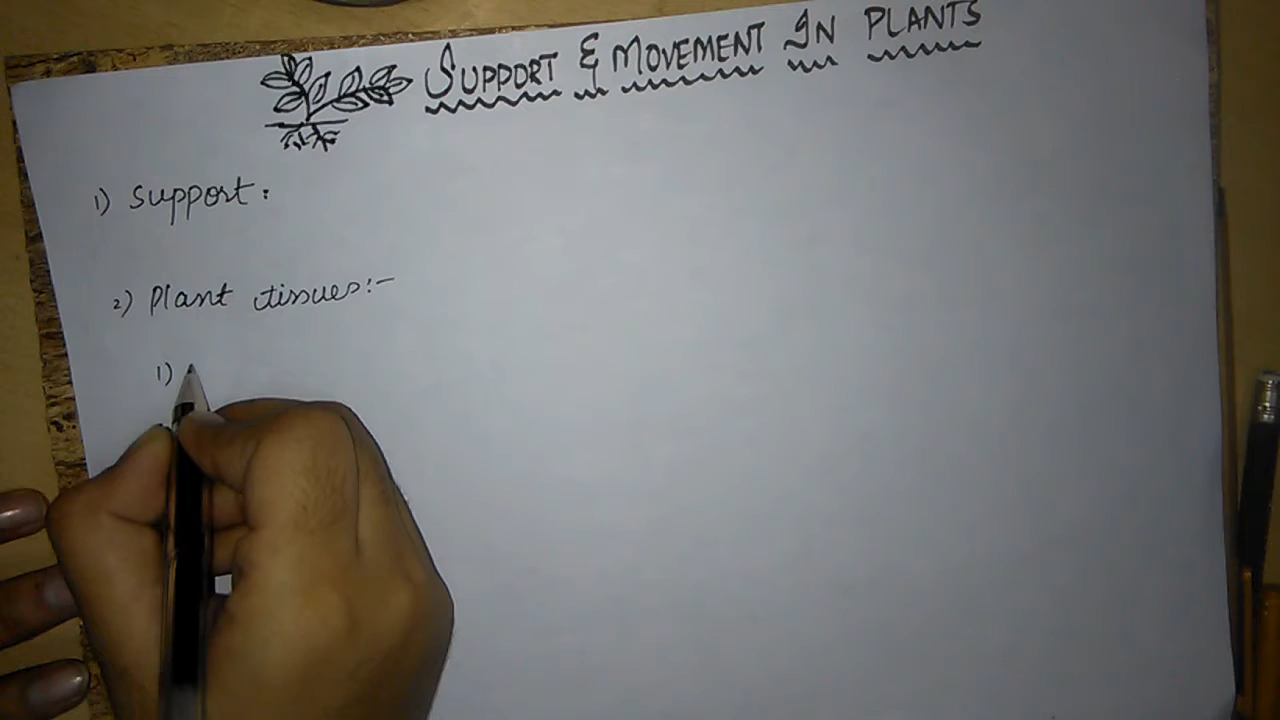 SUPPORT & MOVEMENT IN PLANTS
1) Support:
2) Plant tissues:-
1)